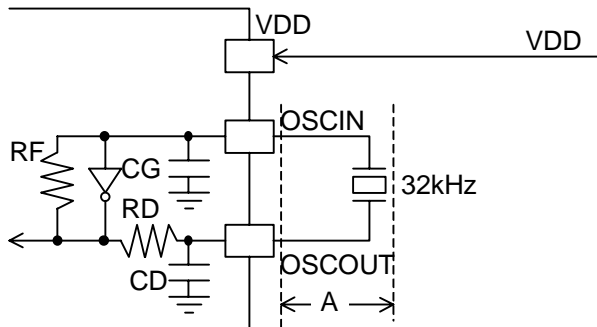 VDD
VDD
OSCIN
RF
CG
32kHz
RD
OSCOUT
CD
A